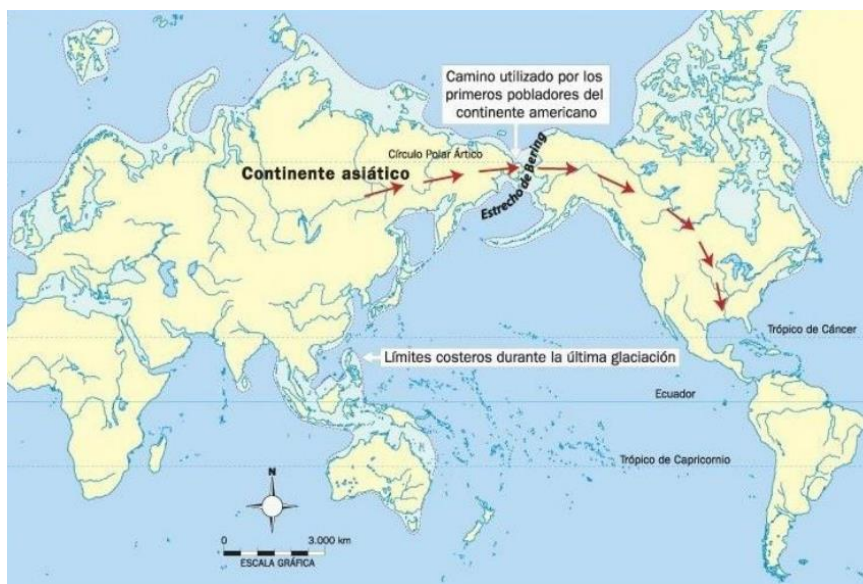 Camino utilizado por los
primeros pobladores del
continente americano
Círculo Polar Ártico
Continente asiático
Estrecho de Bering
Trópico de Cáncer
Límites costeros durante la última glaciación
Ecuador
Trópico de Capricornio
N
0 3.000 km
ESCALA GRÁFICA